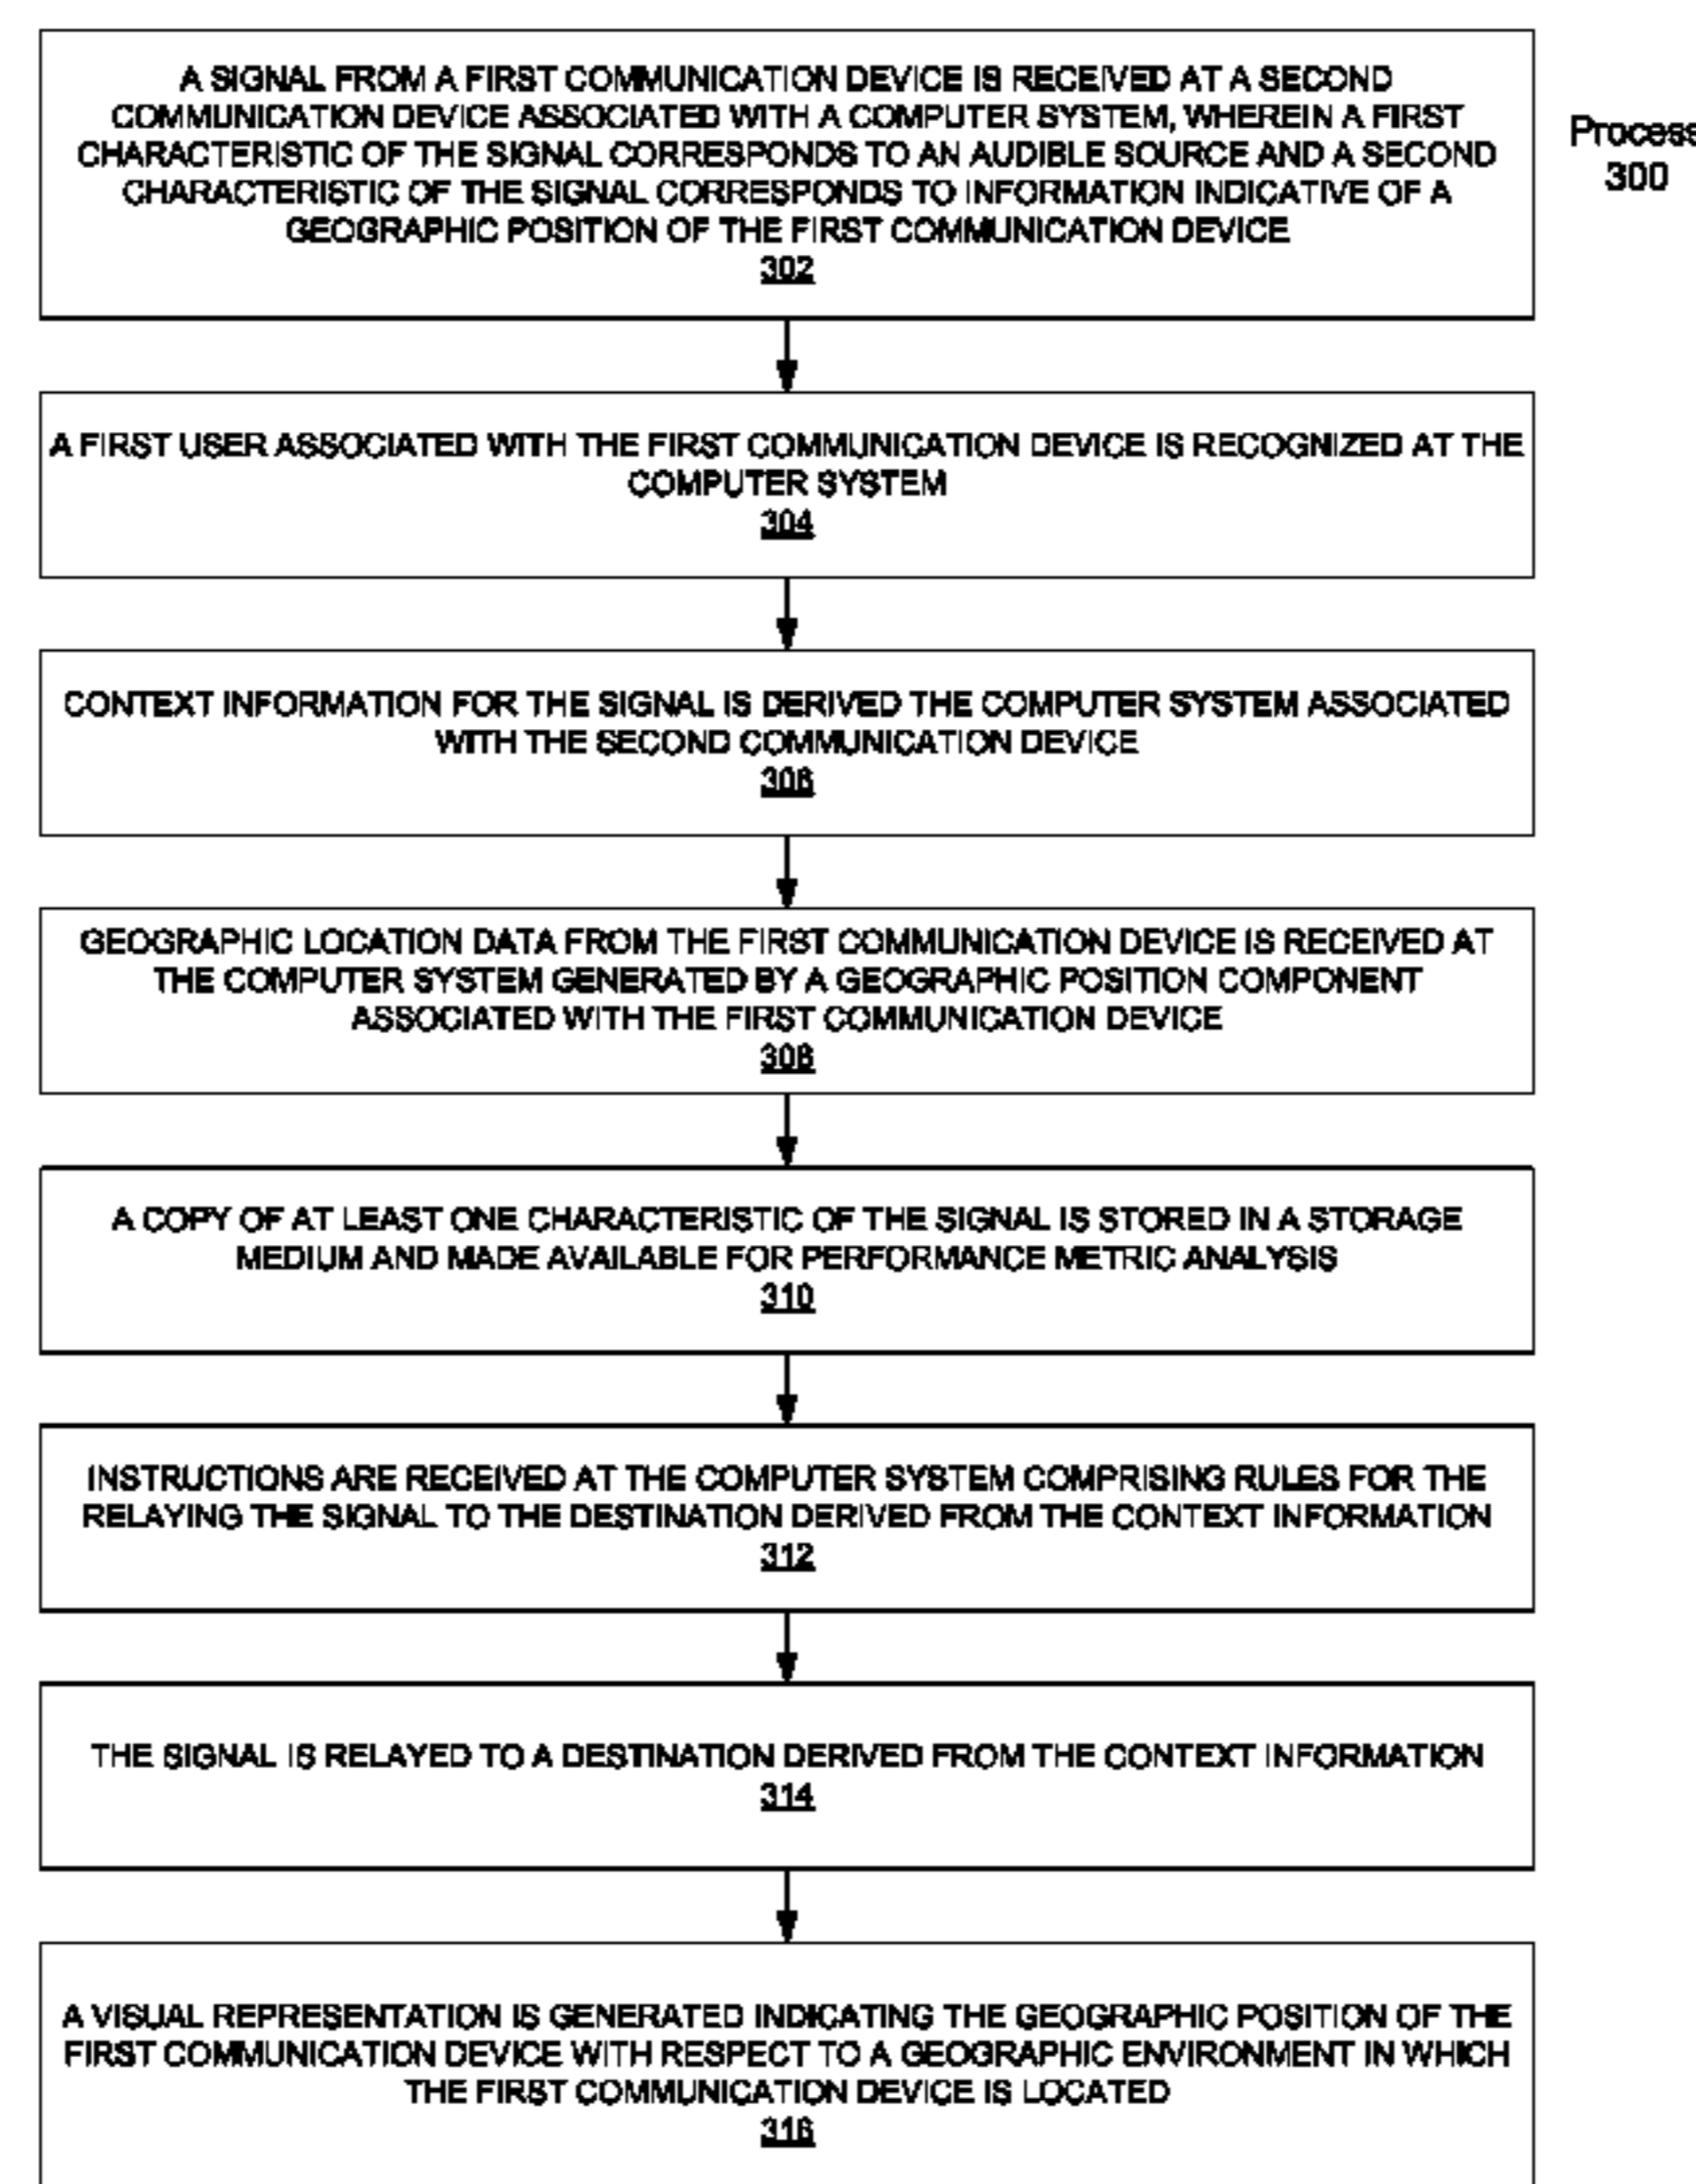 A SIGNAL FROM A FIRST COMMUNICATION DEVICE IS RECEIVED AT A SECOND
COMMUNICATION DEVICE ASSOCIATED WITH A COMPUTER SYSTEM, WHEREIN A FIRST
CHARACTERISTIC OF THE SIGNAL CORRESPONDS TO AN AUDIBLE SOURCE AND A SECOND
CHARACTERISTIC OF THE SIGNAL CORRESPONDS TO INFORMATION INDICATIVE OF A
GEOGRAPHIC POSITION OF THE FIRST COMMUNICATION DEVICE
302
Process
300
A FIRST USER ASSOCIATED WITH THE FIRST COMMUNICATION DEVICE IS RECOGNIZED AT THE
COMPUTER SYSTEM
304
CONTEXT INFORMATION FOR THE SIGNAL IS DERIVED THE COMPUTER SYSTEM ASSOCIATED
WITH THE SECOND COMMUNICATION DEVICE
306
GEOGRAPHIC LOCATION DATA FROM THE FIRST COMMUNICATION DEVICE IS RECEIVED AT
THE COMPUTER SYSTEM GENERATED BY A GEOGRAPHIC POSITION COMPONENT
ASSOCIATED WITH THE FIRST COMMUNICATION DEVICE
308
A COPY OF AT LEAST ONE CHARACTERISTIC OF THE SIGNAL IS STORED IN A STORAGE
MEDIUM AND MADE AVAILABLE FOR PERFORMANCE METRIC ANALYSIS
310
INSTRUCTIONS ARE RECEIVED AT THE COMPUTER SYSTEM COMPRISING RULES FOR THE
RELAYING THE SIGNAL TO THE DESTINATION DERIVED FROM THE CONTEXT INFORMATION
312
THE SIGNAL IS RELAYED TO A DESTINATION DERIVED FROM THE CONTEXT INFORMATION
314
A VISUAL REPRESENTATION IS GENERATED INDICATING THE GEOGRAPHIC POSITION OF THE
FIRST COMMUNICATION DEVICE WITH RESPECT TO A GEOGRAPHIC ENVIRONMENT IN WHICH
THE FIRST COMMUNICATION DEVICE IS LOCATED
316